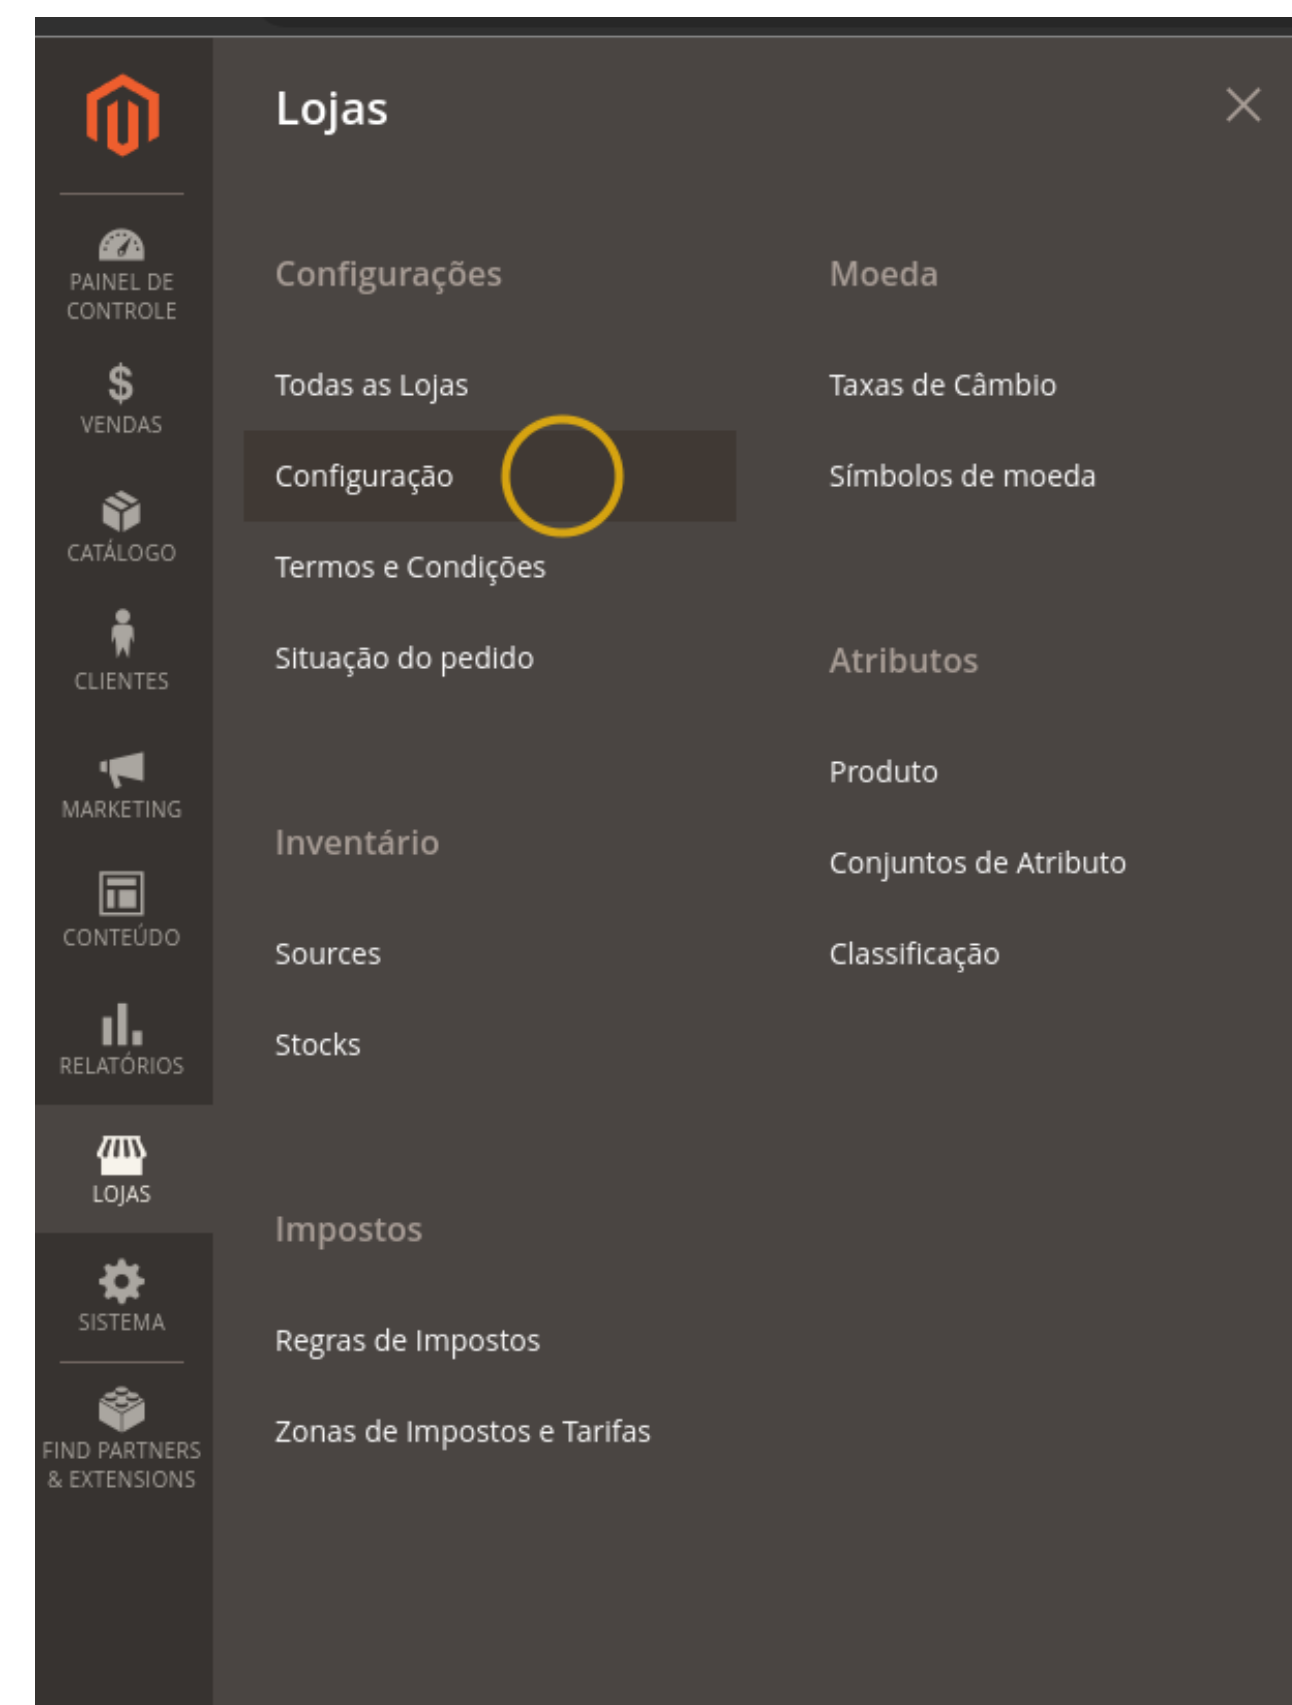 PAINEL DE
CONTROLE
$
VENDAS
CATÁLOGO
CLIENTES
MARKETING
CONTEÚDO
RELATÓRIOS
LOJAS
SISTEMA
FIND PARTNERS
& EXTENSIONS
Lojas
Configurações
Todas as Lojas
Configuração
Termos e Condições
Situação do pedido
Inventário
Sources
Stocks
Impostos
Regras de Impostos
Zonas de Impostos e Tarifas
Moeda
Taxas de Câmbio
Símbolos de moeda
Atributos
Produto
Conjuntos de Atributo
Classificação